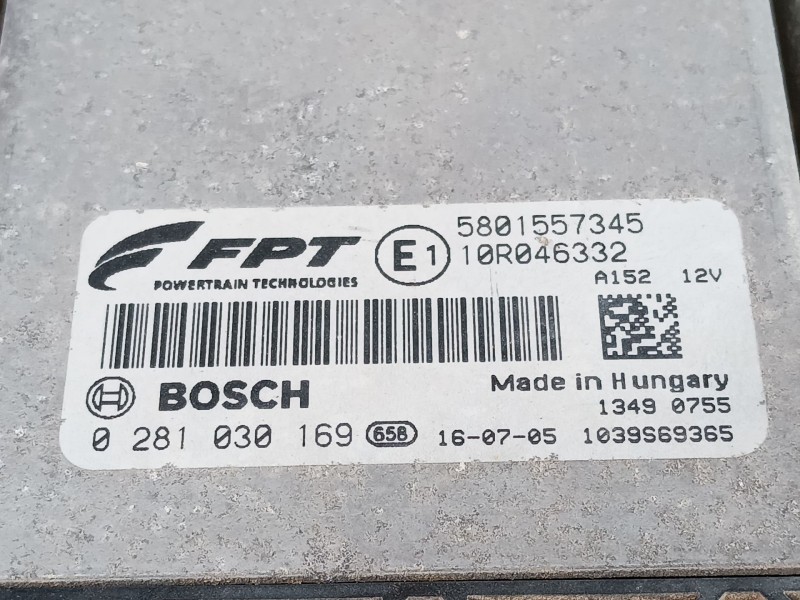 FPT
POWERTRAIN TECHNOLOGIES
E1
5801557345
10R046332
A152 12V
BOSCH
Made in Hungary
1349 0755
0 281 030 169 658 16-07-05 1039S69365